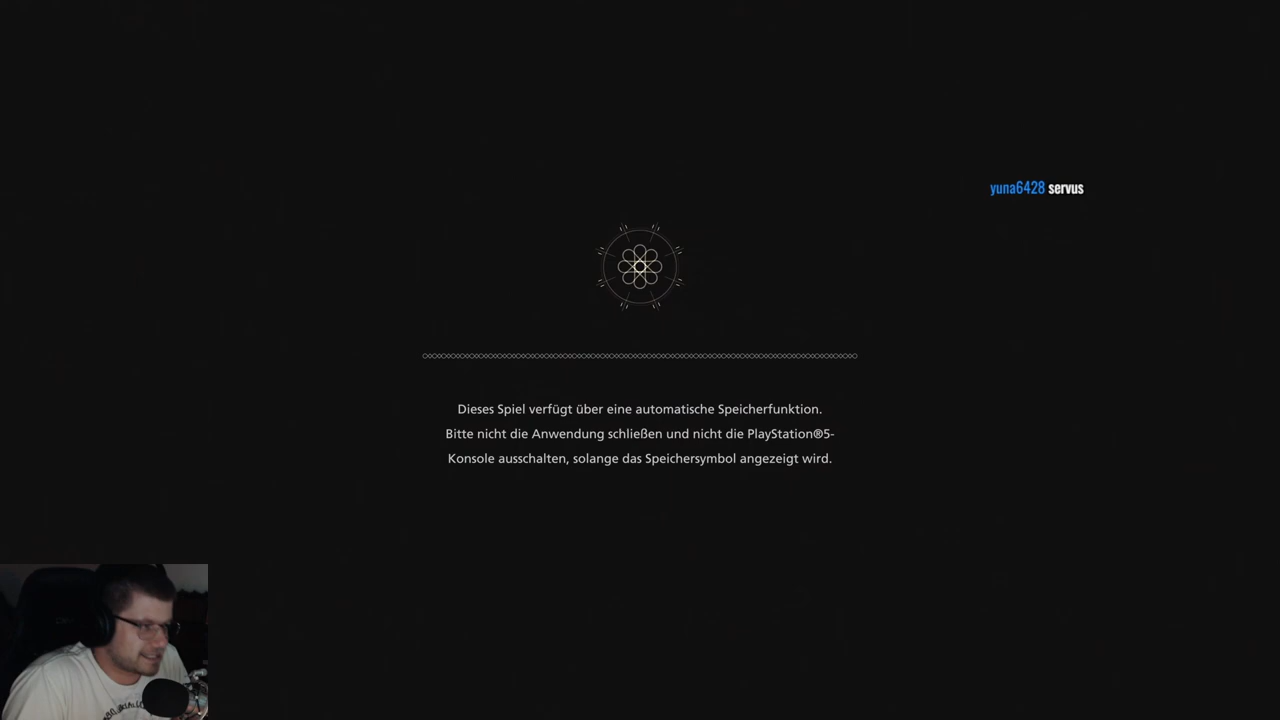 yuna6428 servus
Dieses Spiel verfügt über eine automatische Speicherfunktion.
Bitte nicht die Anwendung schließen und nicht die PlayStation®5-
Konsole ausschalten, solange das Speichersymbol angezeigt wird.